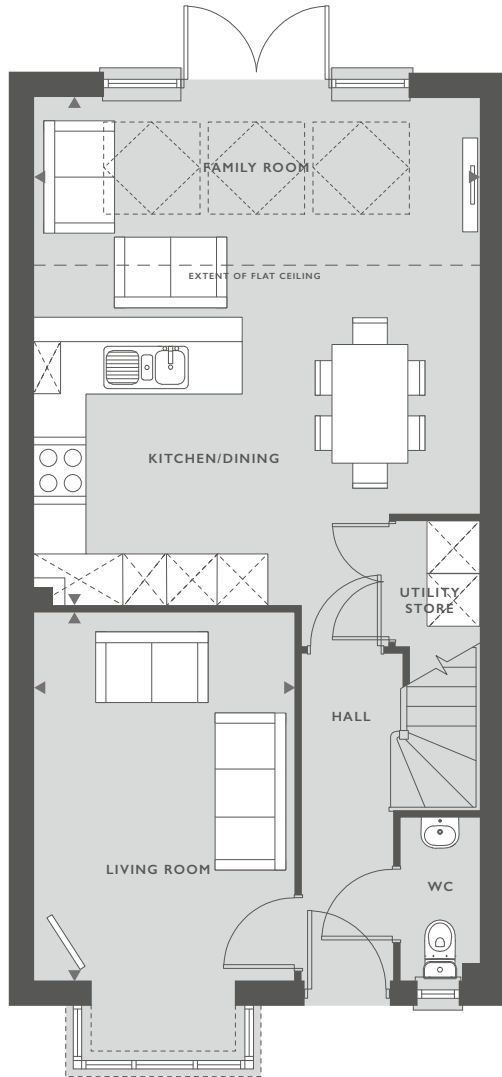 FAMILY ROOM
EXTENT OF FLAT CEILING
KITCHEN/DINING
UTILITY
STORE
HALL
LIVING ROOM
WC